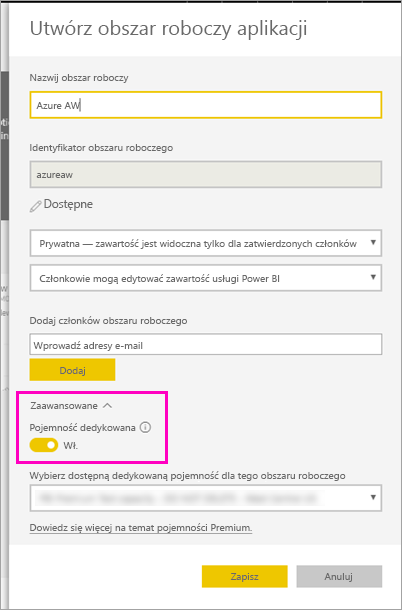 Utwórz obszar roboczy aplikacji
Nazwij obszar roboczy
Azure AW
Identyfikator obszaru roboczego
azureaw
Dostępne
Prywatna — zawartość jest widoczna tylko dla zatwierdzonych członków
Członkowie mogą edytować zawartość usługi Power BI
Dodaj członków obszaru roboczego
Wprowadź adresy e-mail
Dodaj
Zaawansowane
Pojemność dedykowana
Wł.
Wybierz dostępną dedykowaną pojemność dla tego obszaru roboczego
Dowiedz się więcej na temat pojemności Premium.
Zapisz
Anuluj